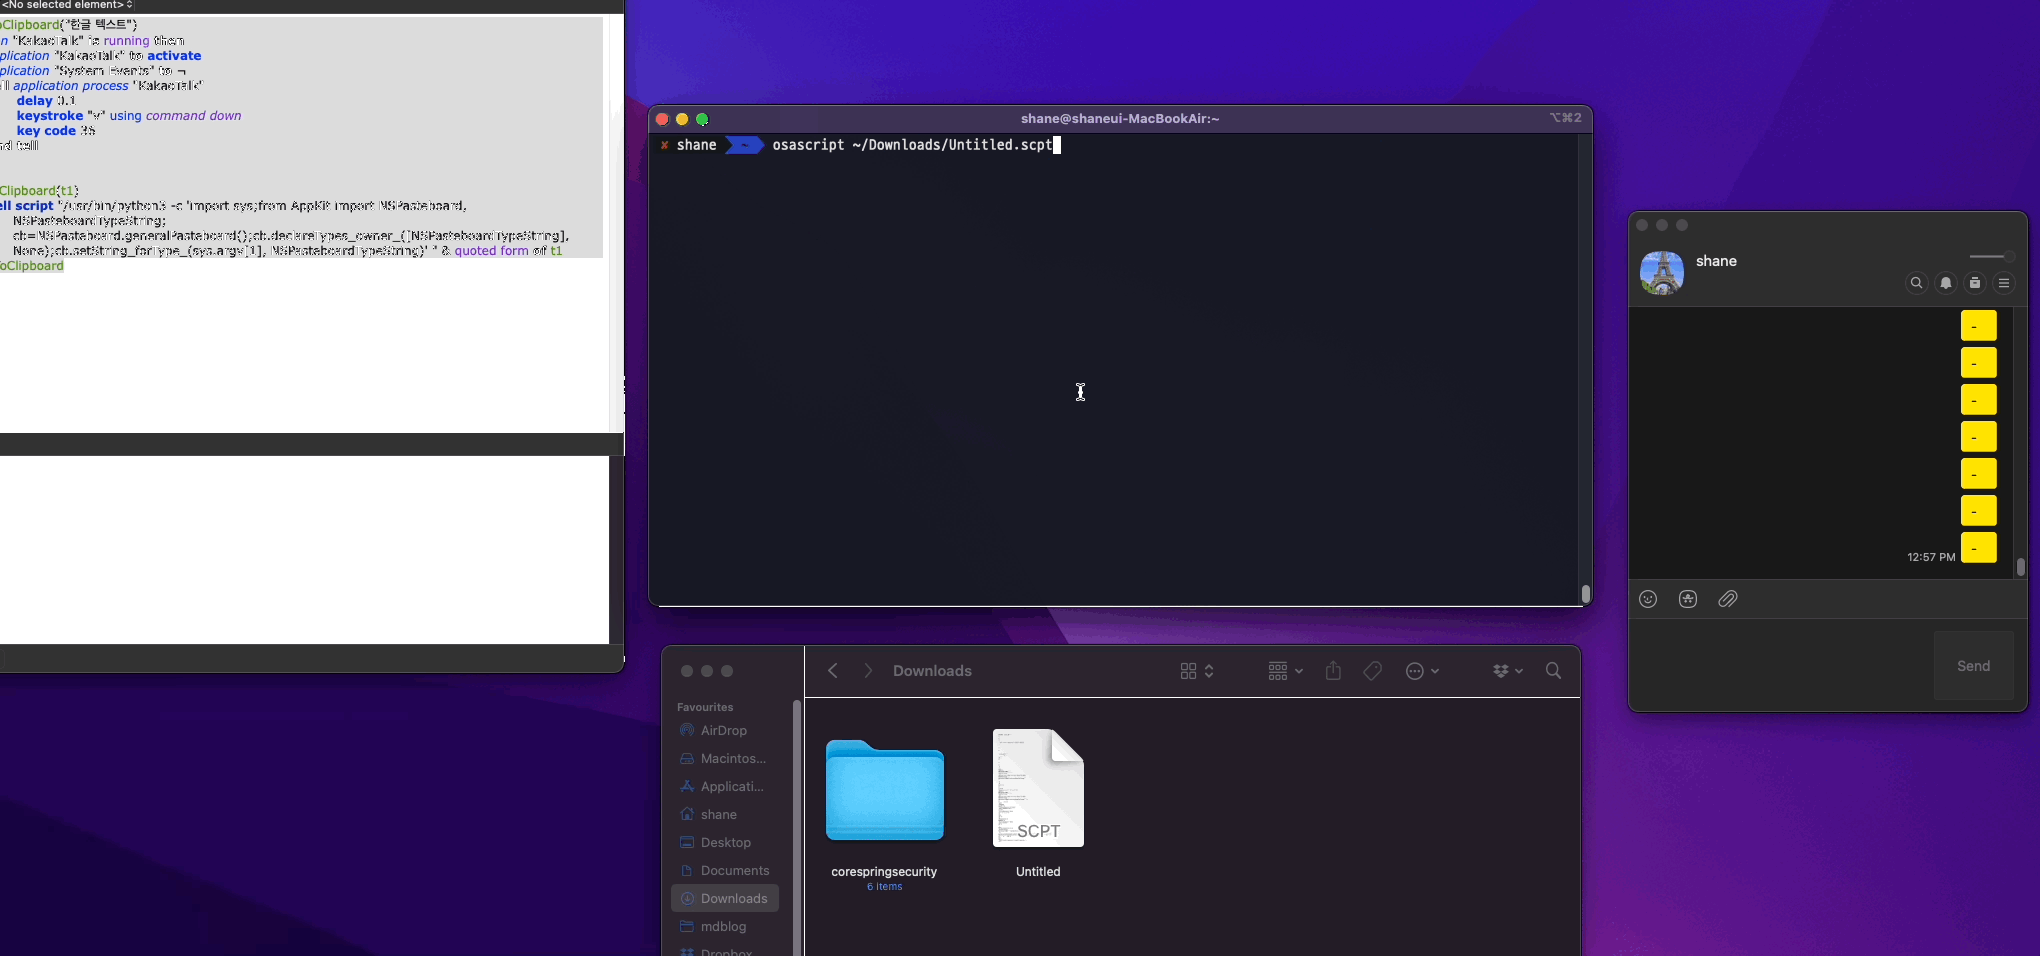 <No selected element>
oClipboard("한글 텍스트")
n "KakaoTalk" is running then
plication "KakaoTalk" to activate
plication "System Events" to ¬
ll application process "KakaoTalk"
delay 0.1
keystroke "v" using command down
key code 36
nd tell
Clipboard(t1)
ell script "/usr/bin/python3 -c 'import sys;from AppKit import NSPasteboard,
NSPasteboardTypeString;
cb=NSPasteboard.generalPasteboard();cb.declareTypes_owner_([NSPasteboardTypeString],
None);cb.setString_forType_(sys.argv[1], NSPasteboardTypeString)' " & quoted form of t1
oClipboard
shane@shaneui-MacBookAir:~
⌥⌘2
✘ shane ~ osascript ~/Downloads/Untitled.scpt
shane
-
-
-
-
-
-
12:57 PM -
Send
Downloads
Favourites
AirDrop
Macintos...
Applicati...
shane
Desktop
Documents
Downloads
mdblog
Dropbox
SCPT
corespringsecurity
6 items
Untitled